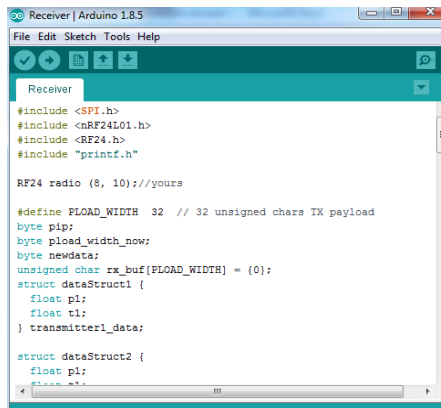 Receiver | Arduino 1.8.5
File Edit Sketch Tools Help
Receiver
#include <SPI.h>
#include <nRF24L01.h>
#include <RF24.h>
#include "printf.h"
RF24 radio (8, 10);//yours
#define PLOAD_WIDTH  32  // 32 unsigned chars TX payload
byte pip;
byte pload_width_now;
byte newdata;
unsigned char rx_buf[PLOAD_WIDTH] = {0};
struct dataStruct1 {
  float p1;
  float t1;
} transmitter1_data;
struct dataStruct2 {
  float p1;